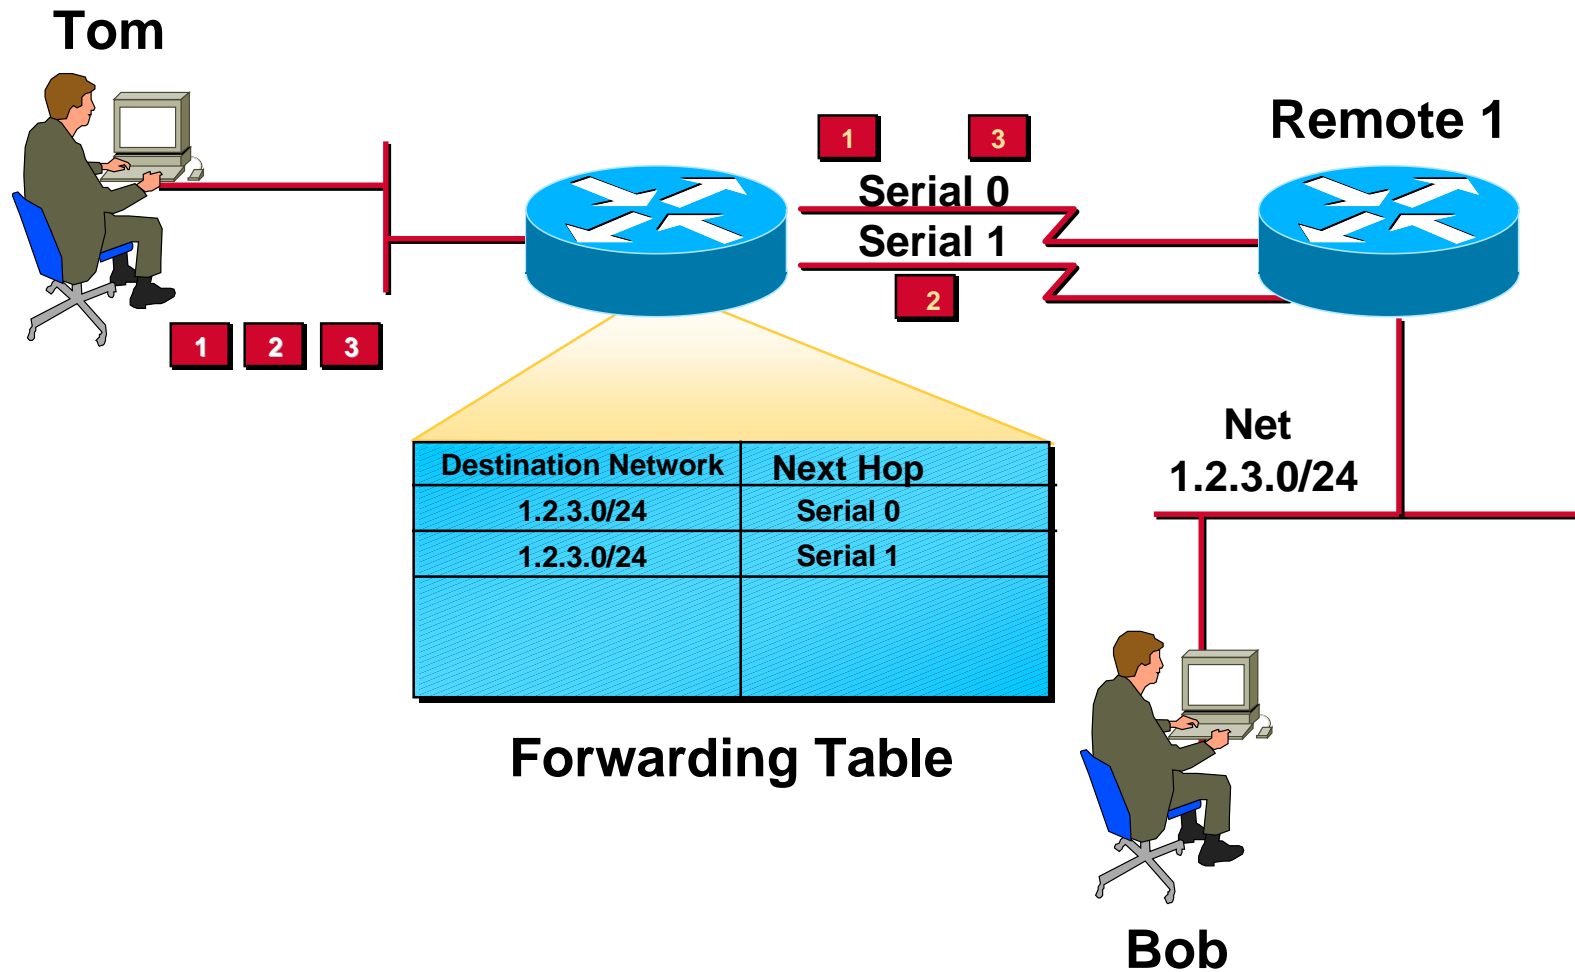 Tom
Remote 1
1
3
Serial 0
Serial 1
2
1 2 3
Destination Network Next Hop
1.2.3.0/24 Serial 0
1.2.3.0/24 Serial 1
Net
1.2.3.0/24
Forwarding Table
Bob